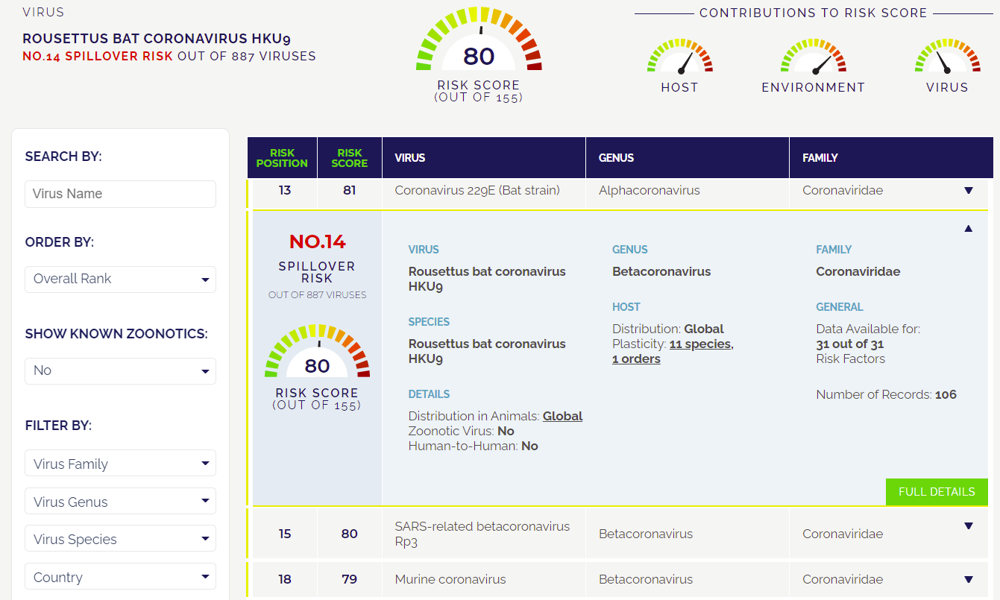 VIRUS
ROUSETTUS BAT CORONAVIRUS HKU9
NO.14 SPILLOVER RISK OUT OF 887 VIRUSES
80
RISK SCORE
(OUT OF 155)
CONTRIBUTIONS TO RISK SCORE
HOST
ENVIRONMENT
VIRUS
SEARCH BY:
Virus Name
ORDER BY:
Overall Rank
SHOW KNOWN ZOONOTICS:
No
FILTER BY:
Virus Family
Virus Genus
Virus Species
Country
RISK POSITION
RISK SCORE
VIRUS
GENUS
FAMILY
13
81
Coronavirus 229E (Bat strain)
Alphacoronavirus
Coronaviridae
NO.14
SPILLOVER
RISK
OUT OF 887 VIRUSES
80
RISK SCORE
(OUT OF 155)
VIRUS
Rousettus bat coronavirus
HKU9
SPECIES
Rousettus bat coronavirus
HKU9
DETAILS
Distribution in Animals: Global
Zoonotic Virus: No
Human-to-Human: No
GENUS
Betacoronavirus
HOST
Distribution: Global
Plasticity: 11 species,
1 orders
FAMILY
Coronaviridae
GENERAL
Data Available for:
31 out of 31
Risk Factors
Number of Records: 106
FULL DETAILS
15
80
SARS-related betacoronavirus
Rp3
Betacoronavirus
Coronaviridae
18
79
Murine coronavirus
Betacoronavirus
Coronaviridae